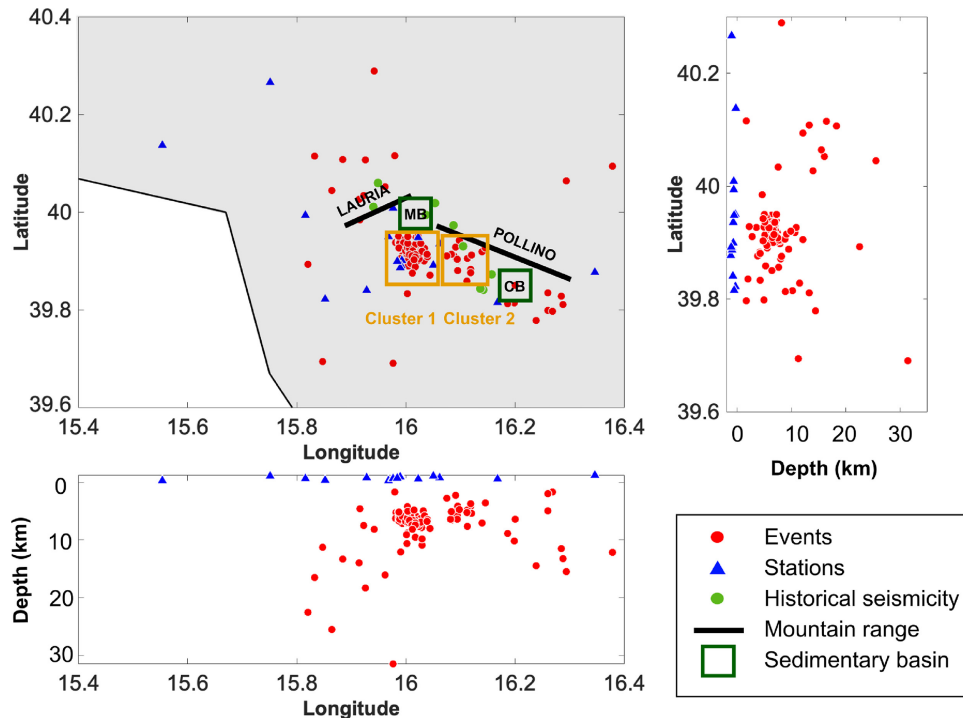 40.4
40.2
40
39.8
39.6
Latitude
LAURIA
MB
POLLINO
OB
Cluster 1
Cluster 2
15.4
15.6
15.8
16
16.2
16.4
Longitude
40.2
40
39.8
39.6
Latitude
0
10
20
30
Depth (km)
0
10
20
30
Depth (km)
15.4
15.6
15.8
16
16.2
16.4
Longitude
Events
Stations
Historical seismicity
Mountain range
Sedimentary basin